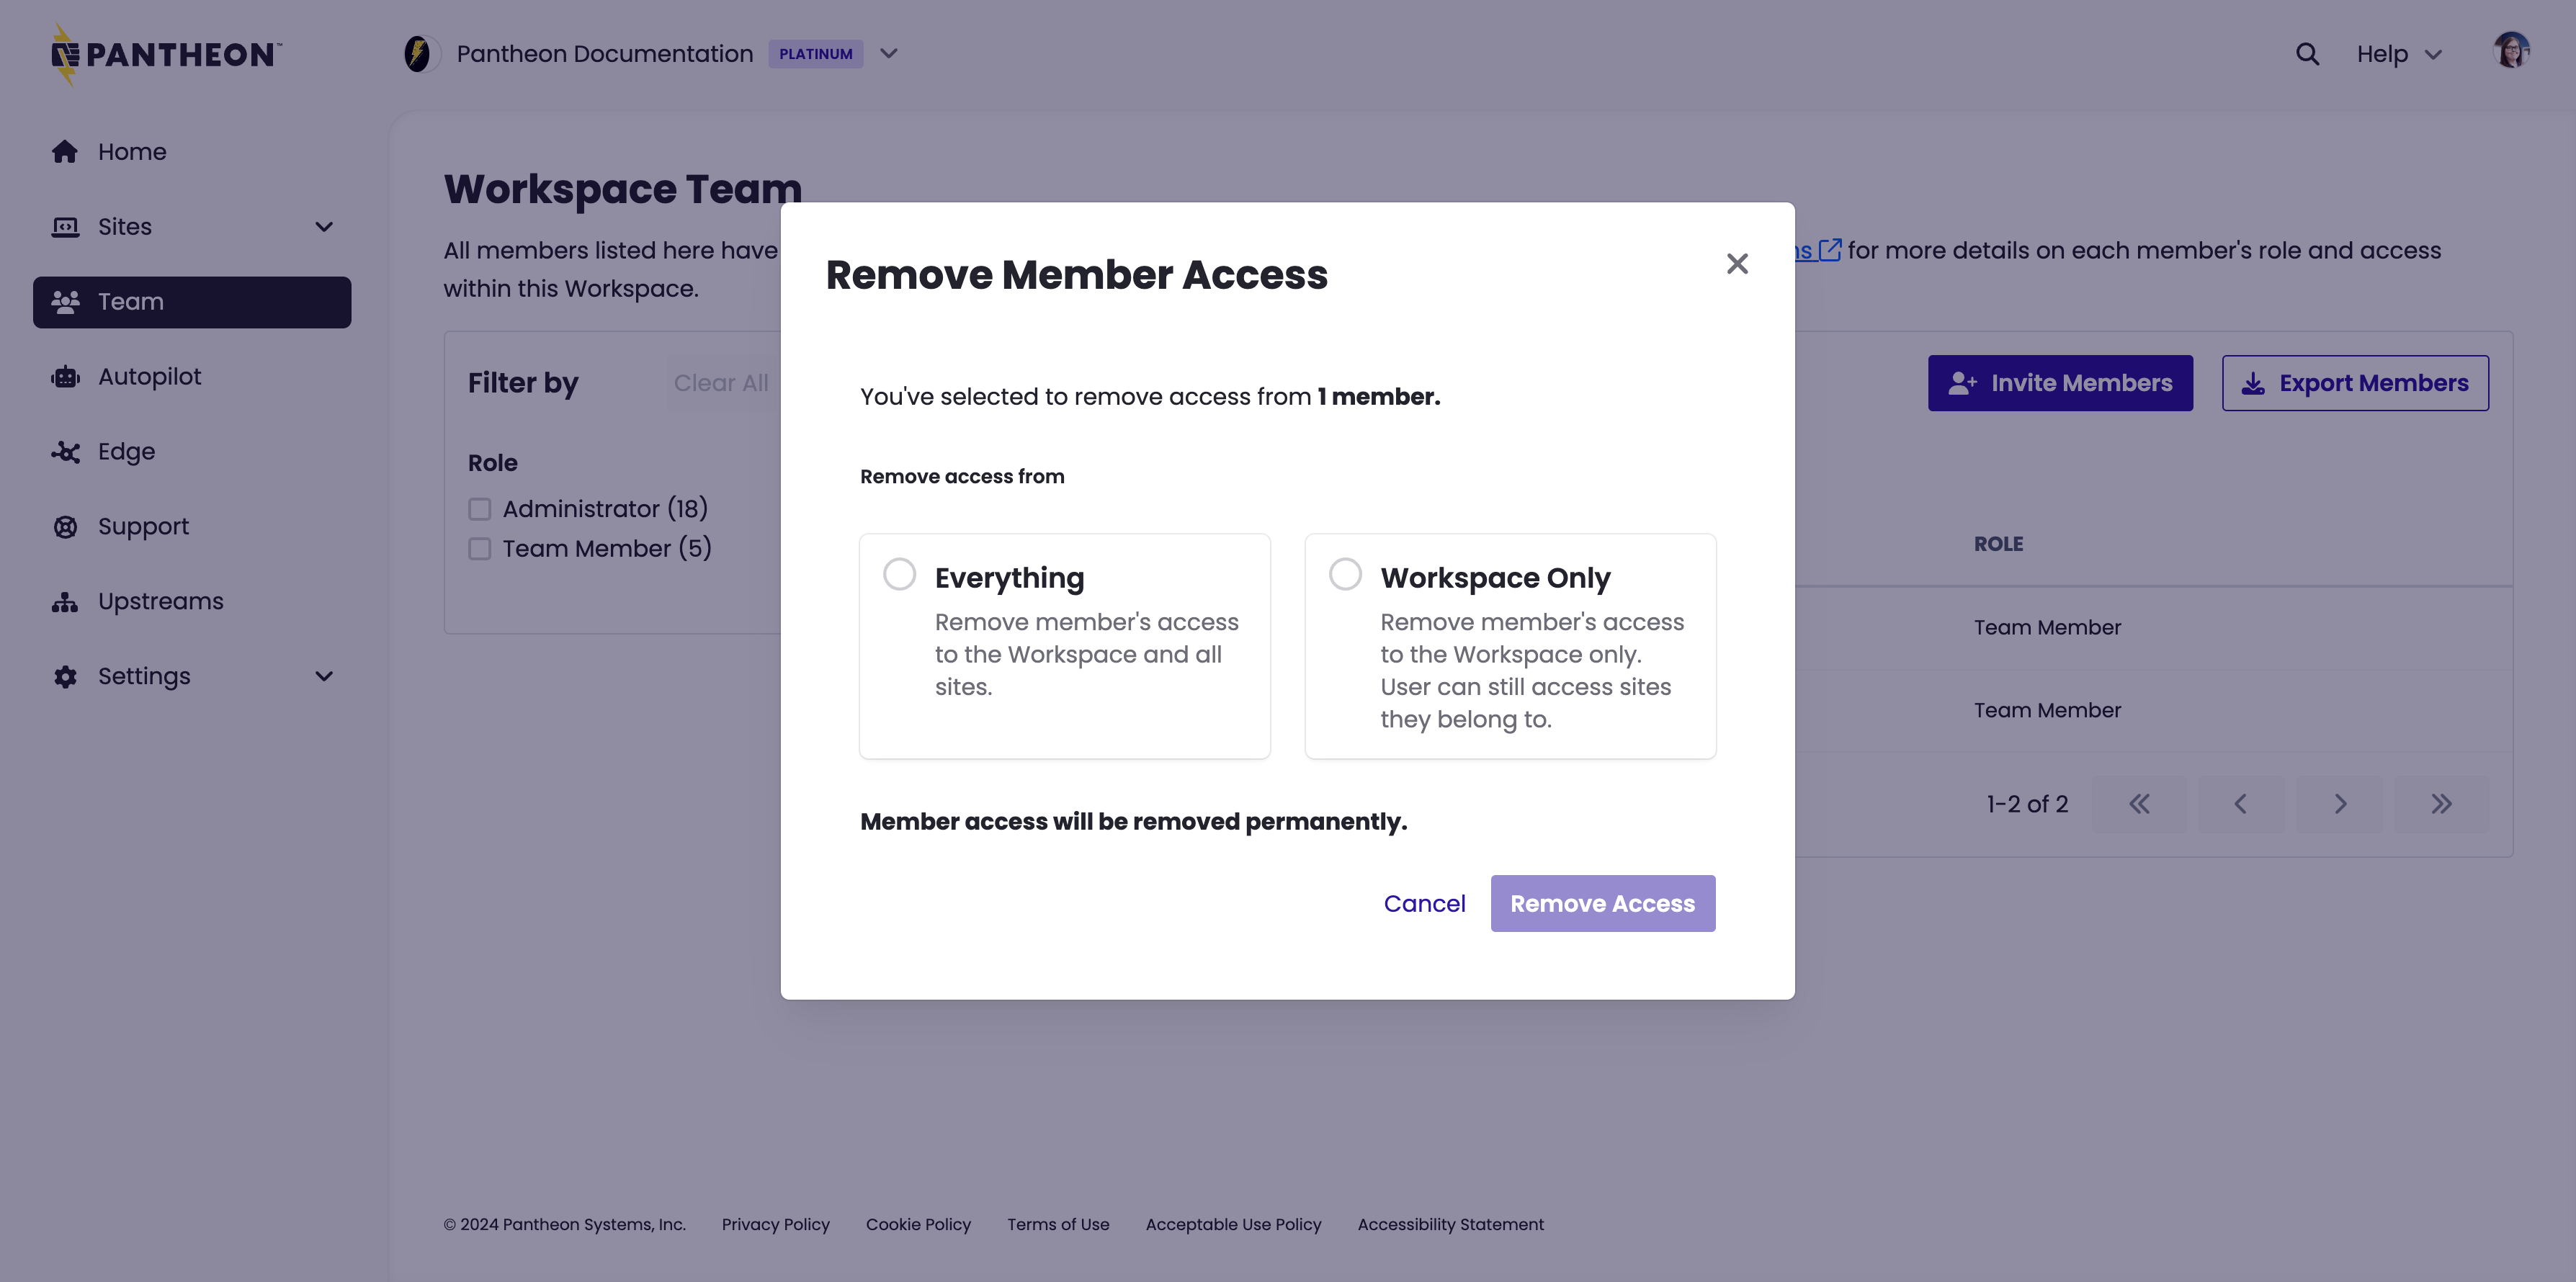 PANTHEON™
Pantheon Documentation PLATINUM
Help
Home
Sites
Team
Autopilot
Edge
Support
Upstreams
Settings
Workspace Team
All members listed here have
for more details on each member's role and access
within this Workspace.
Filter by
Clear All
Role
Administrator (18)
Team Member (5)
Invite Members
Export Members
ROLE
Team Member
Team Member
1-2 of 2
Remove Member Access
You've selected to remove access from 1 member.
Remove access from
Everything
Remove member's access
to the Workspace and all
sites.
Workspace Only
Remove member's access
to the Workspace only.
User can still access sites
they belong to.
Member access will be removed permanently.
Cancel
Remove Access
© 2024 Pantheon Systems, Inc.
Privacy Policy
Cookie Policy
Terms of Use
Acceptable Use Policy
Accessibility Statement